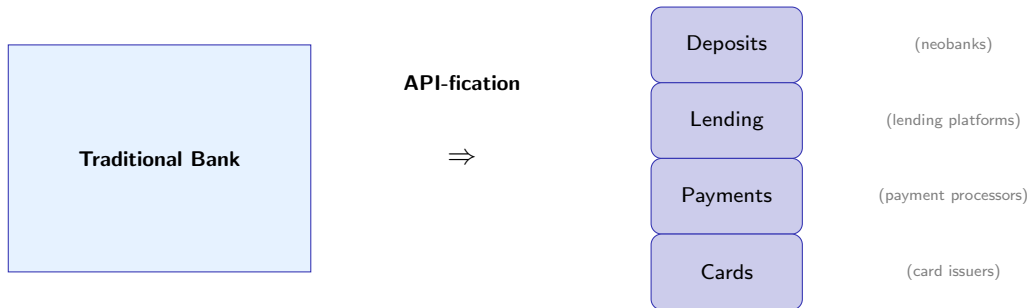 Traditional Bank
API-fication
⇒
Deposits
(neobanks)
Lending
(lending platforms)
Payments
(payment processors)
Cards
(card issuers)